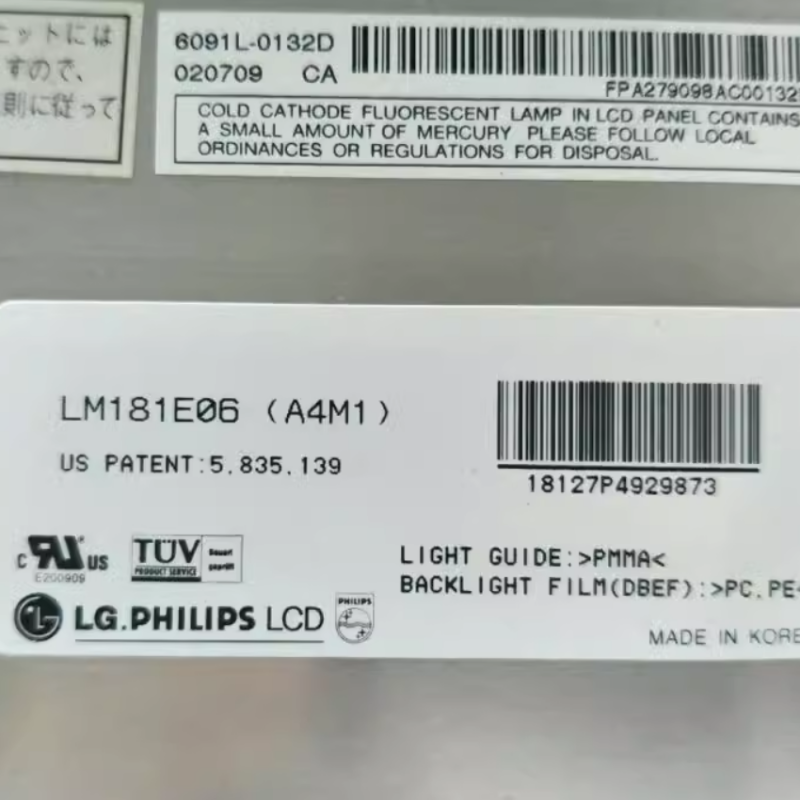 ニットには
すので、
則に従って
6091L-0132D
020709 CA
FPA279098AC00132
COLD CATHODE FLUORESCENT LAMP IN LCD PANEL CONTAINS
A SMALL AMOUNT OF MERCURY PLEASE FOLLOW LOCAL
ORDINANCES OR REGULATIONS FOR DISPOSAL.
LM181E06 (A4M1)
US PATENT:5,835,139
18127P4929873
c RU US
E200909
TÜV
PRODUCT SERVICE
LIGHT GUIDE:>PMMA<
BACKLIGHT FILM(DBEF):>PC,PE+
LG.PHILIPS LCD
PHILIPS
MADE IN KORE